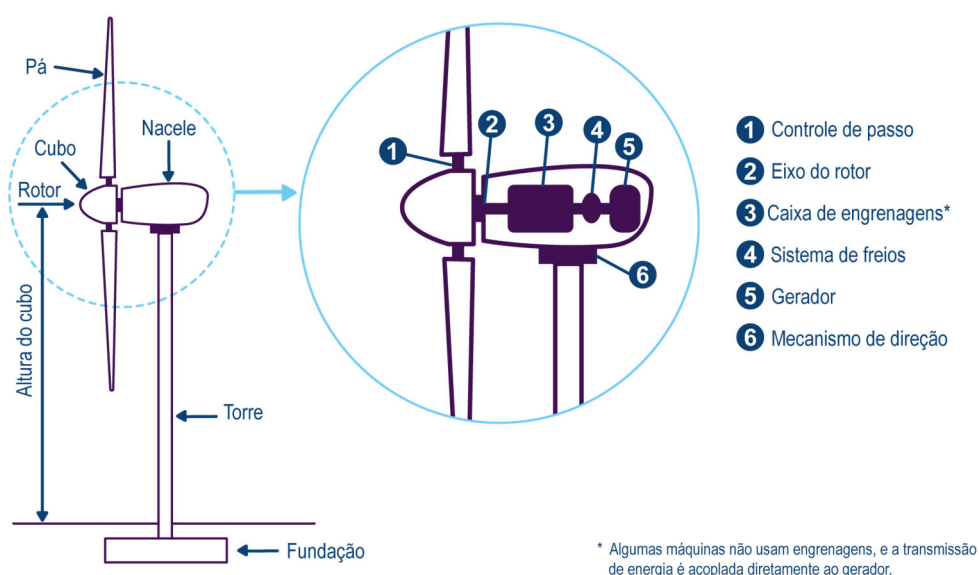 Pá
Cubo
Nacele
Rotor
Altura do cubo
Torre
Fundação
1
2
3
4
5
6
1 Controle de passo
2 Eixo do rotor
3 Caixa de engrenagens*
4 Sistema de freios
5 Gerador
6 Mecanismo de direção
* Algumas máquinas não usam engrenagens, e a transmissão
de energia é acoplada diretamente ao gerador.